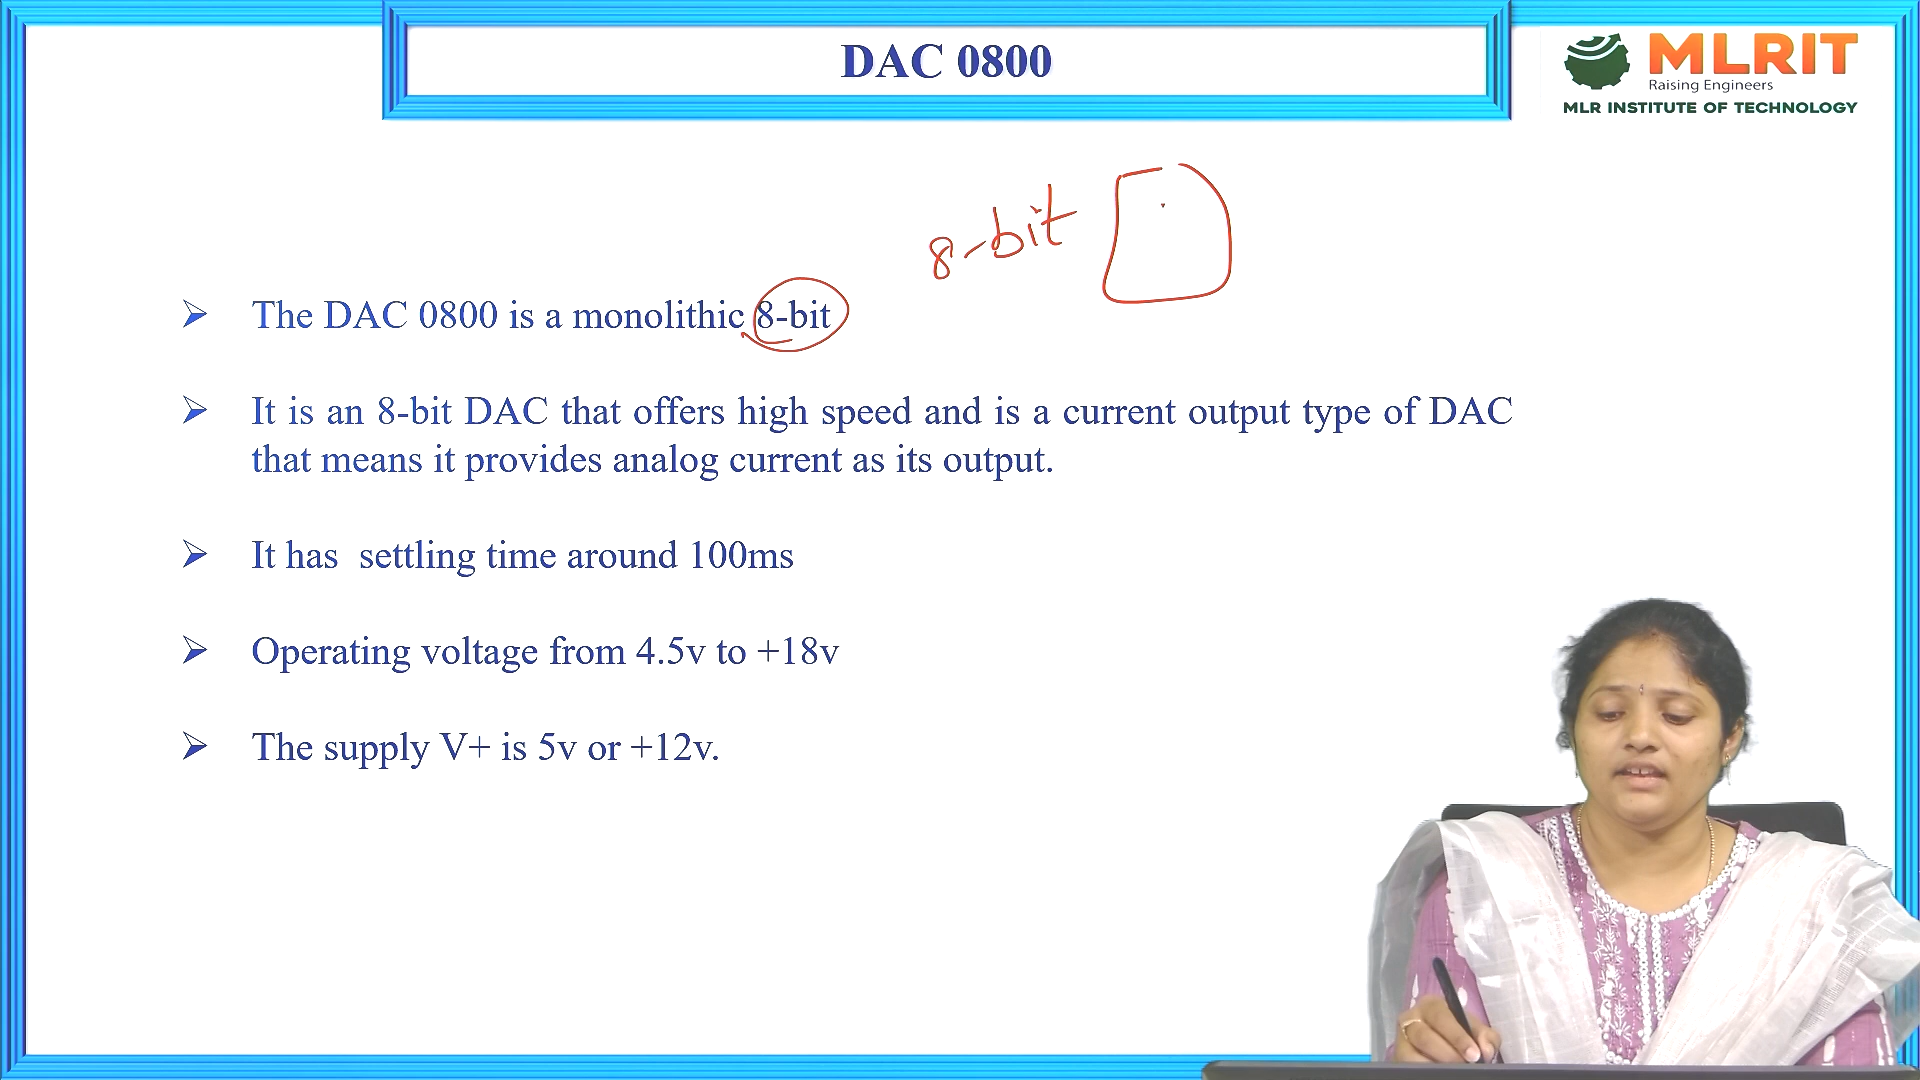 DAC 0800
MLRIT
Raising Engineers
MLR INSTITUTE OF TECHNOLOGY
8-bit
The DAC 0800 is a monolithic 8-bit
It is an 8-bit DAC that offers high speed and is a current output type of DAC
that means it provides analog current as its output.
It has  settling time around 100ms
Operating voltage from 4.5v to +18v
The supply V+ is 5v or +12v.